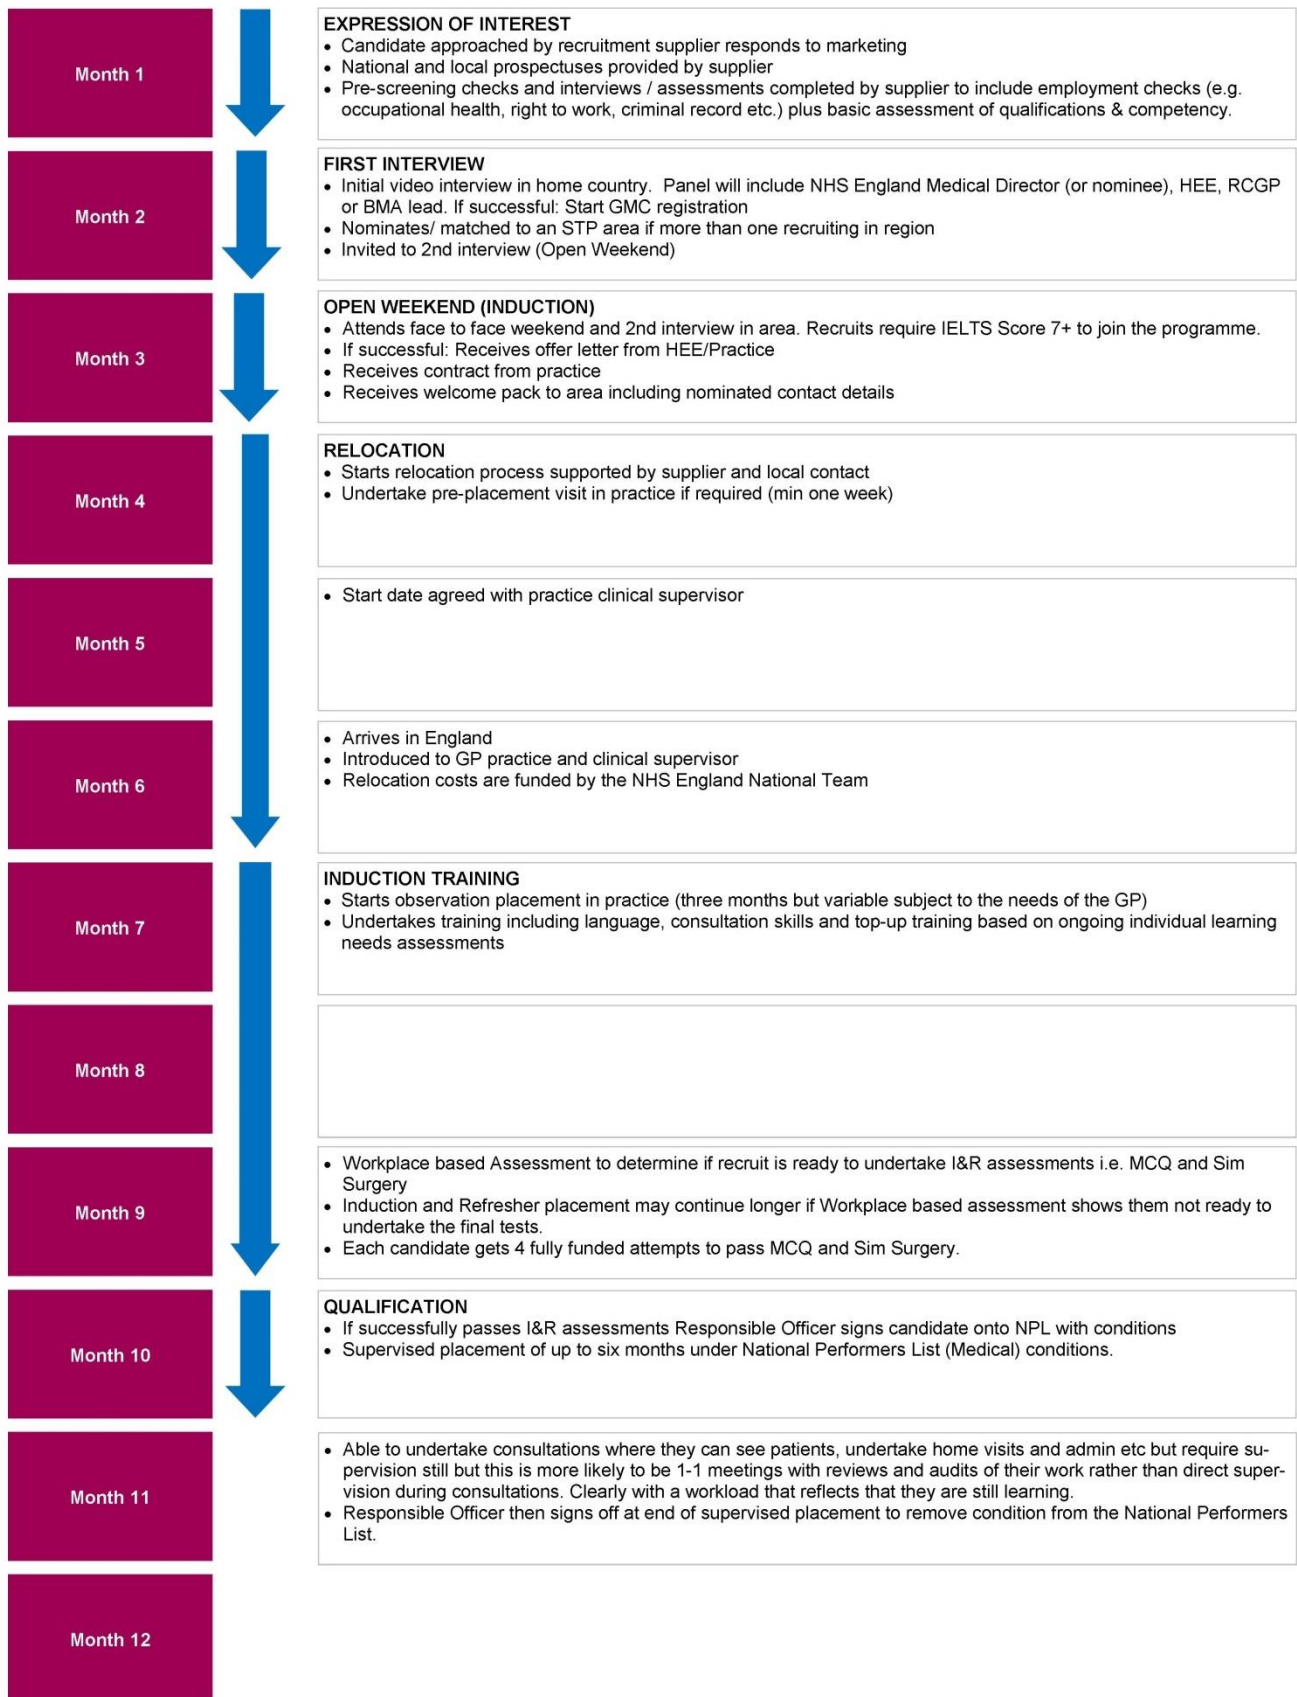 Month 1
EXPRESSION OF INTEREST
• Candidate approached by recruitment supplier responds to marketing
• National and local prospectuses provided by supplier
• Pre-screening checks and interviews / assessments completed by supplier to include employment checks (e.g.
occupational health, right to work, criminal record etc.) plus basic assessment of qualifications & competency.
Month 2
FIRST INTERVIEW
• Initial video interview in home country.  Panel will include NHS England Medical Director (or nominee), HEE, RCGP
or BMA lead. If successful: Start GMC registration
• Nominates/ matched to an STP area if more than one recruiting in region
• Invited to 2nd interview (Open Weekend)
Month 3
OPEN WEEKEND (INDUCTION)
• Attends face to face weekend and 2nd interview in area. Recruits require IELTS Score 7+ to join the programme.
• If successful: Receives offer letter from HEE/Practice
• Receives contract from practice
• Receives welcome pack to area including nominated contact details
Month 4
RELOCATION
• Starts relocation process supported by supplier and local contact
• Undertake pre-placement visit in practice if required (min one week)
Month 5
• Start date agreed with practice clinical supervisor
Month 6
• Arrives in England
• Introduced to GP practice and clinical supervisor
• Relocation costs are funded by the NHS England National Team
Month 7
INDUCTION TRAINING
• Starts observation placement in practice (three months but variable subject to the needs of the GP)
• Undertakes training including language, consultation skills and top-up training based on ongoing individual learning
needs assessments
Month 8
Month 9
• Workplace based Assessment to determine if recruit is ready to undertake I&R assessments i.e. MCQ and Sim
Surgery
• Induction and Refresher placement may continue longer if Workplace based assessment shows them not ready to
undertake the final tests.
• Each candidate gets 4 fully funded attempts to pass MCQ and Sim Surgery.
Month 10
QUALIFICATION
• If successfully passes I&R assessments Responsible Officer signs candidate onto NPL with conditions
• Supervised placement of up to six months under National Performers List (Medical) conditions.
Month 11
• Able to undertake consultations where they can see patients, undertake home visits and admin etc but require su-
pervision still but this is more likely to be 1-1 meetings with reviews and audits of their work rather than direct super-
vision during consultations. Clearly with a workload that reflects that they are still learning.
• Responsible Officer then signs off at end of supervised placement to remove condition from the National Performers
List.
Month 12